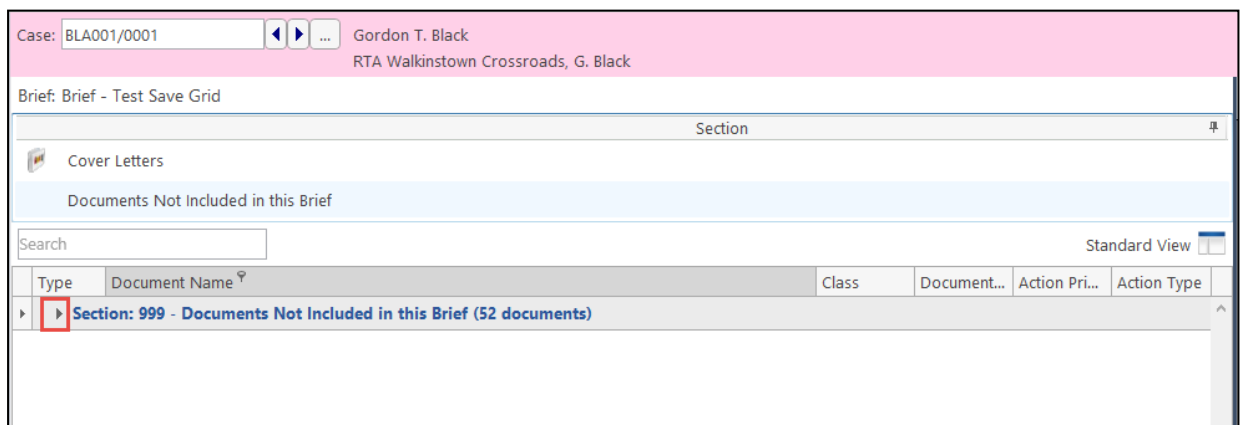 Case: BLA001/0001 ... Gordon T. Black
RTA Walkinstown Crossroads, G. Black
Brief: Brief - Test Save Grid
Section
Cover Letters
Documents Not Included in this Brief
Search Standard View
Type Document Name Class Document... Action Pri... Action Type
Section: 999 - Documents Not Included in this Brief (52 documents)